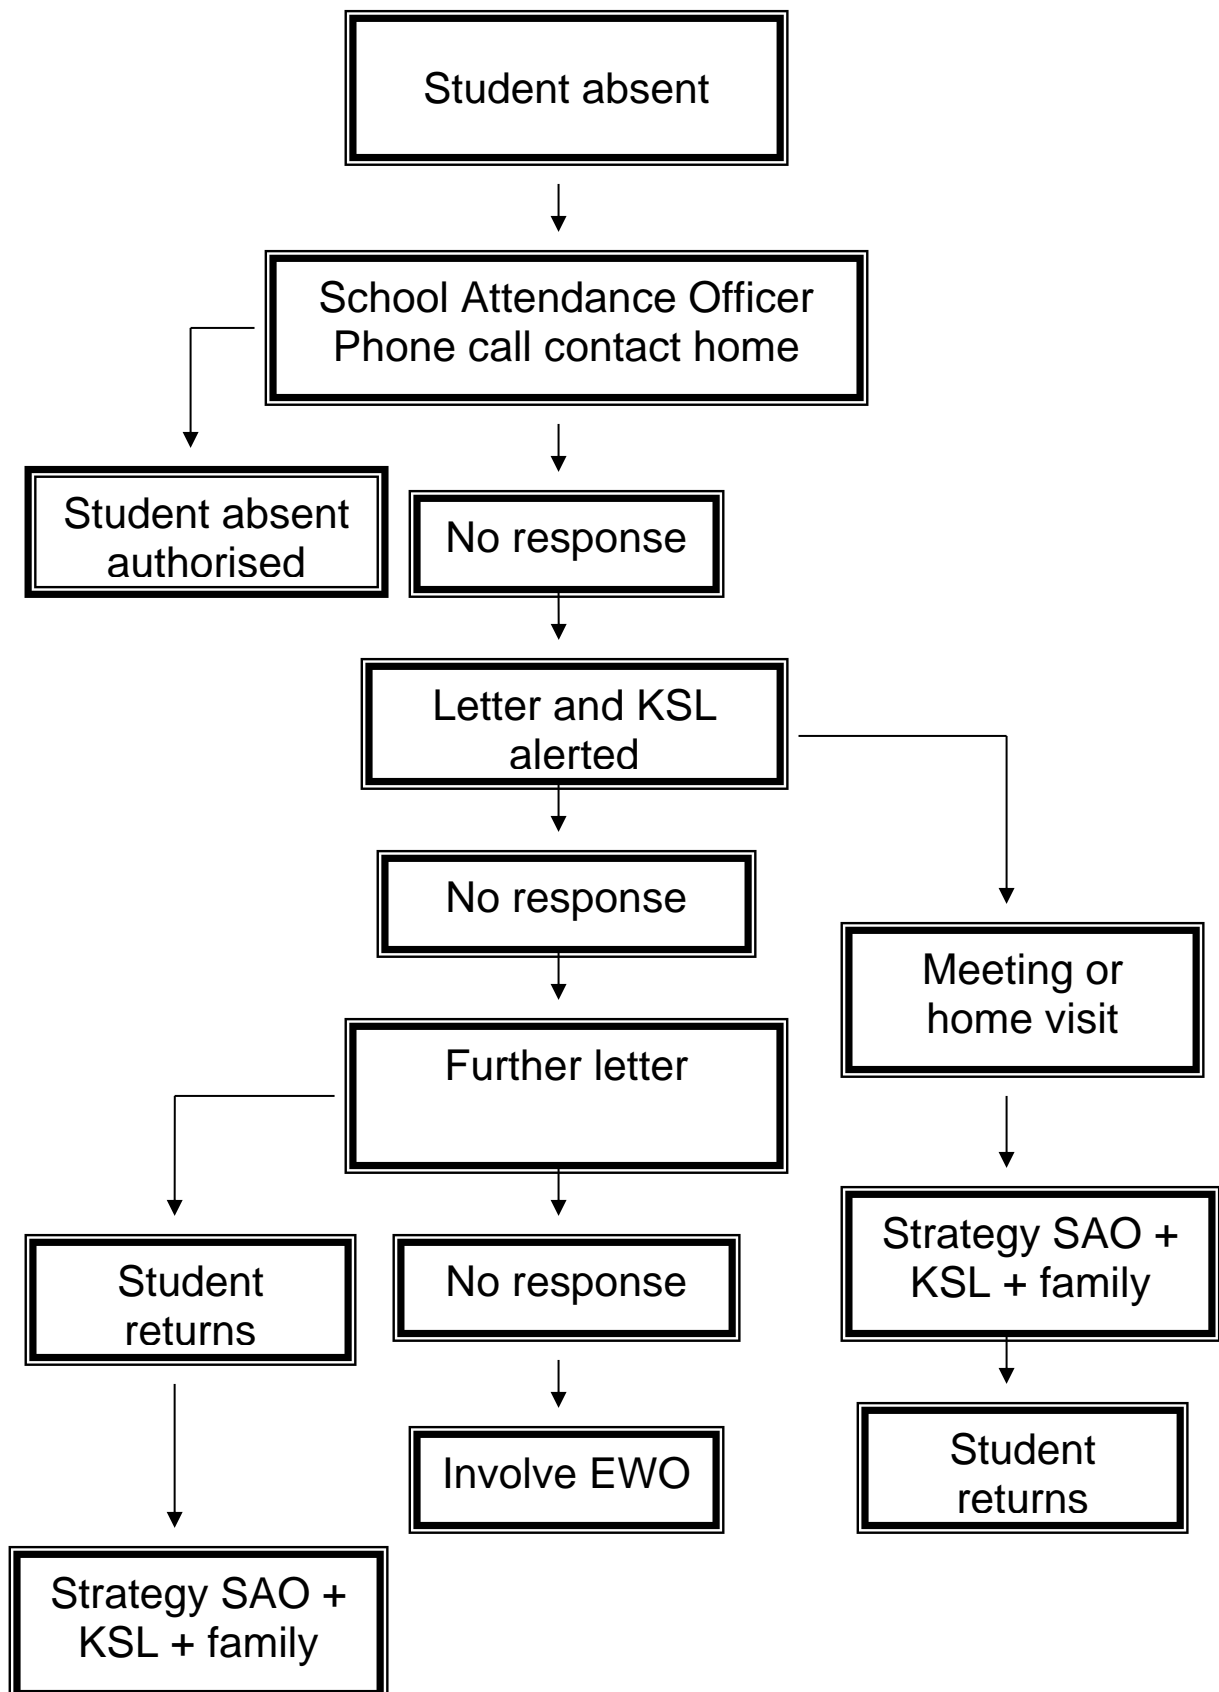 Student absent
School Attendance Officer
Phone call contact home
Student absent
authorised
No response
Letter and KSL
alerted
No response
Meeting or
home visit
Further letter
Student
returns
No response
Strategy SAO +
KSL + family
Involve EWO
Student
returns
Strategy SAO +
KSL + family